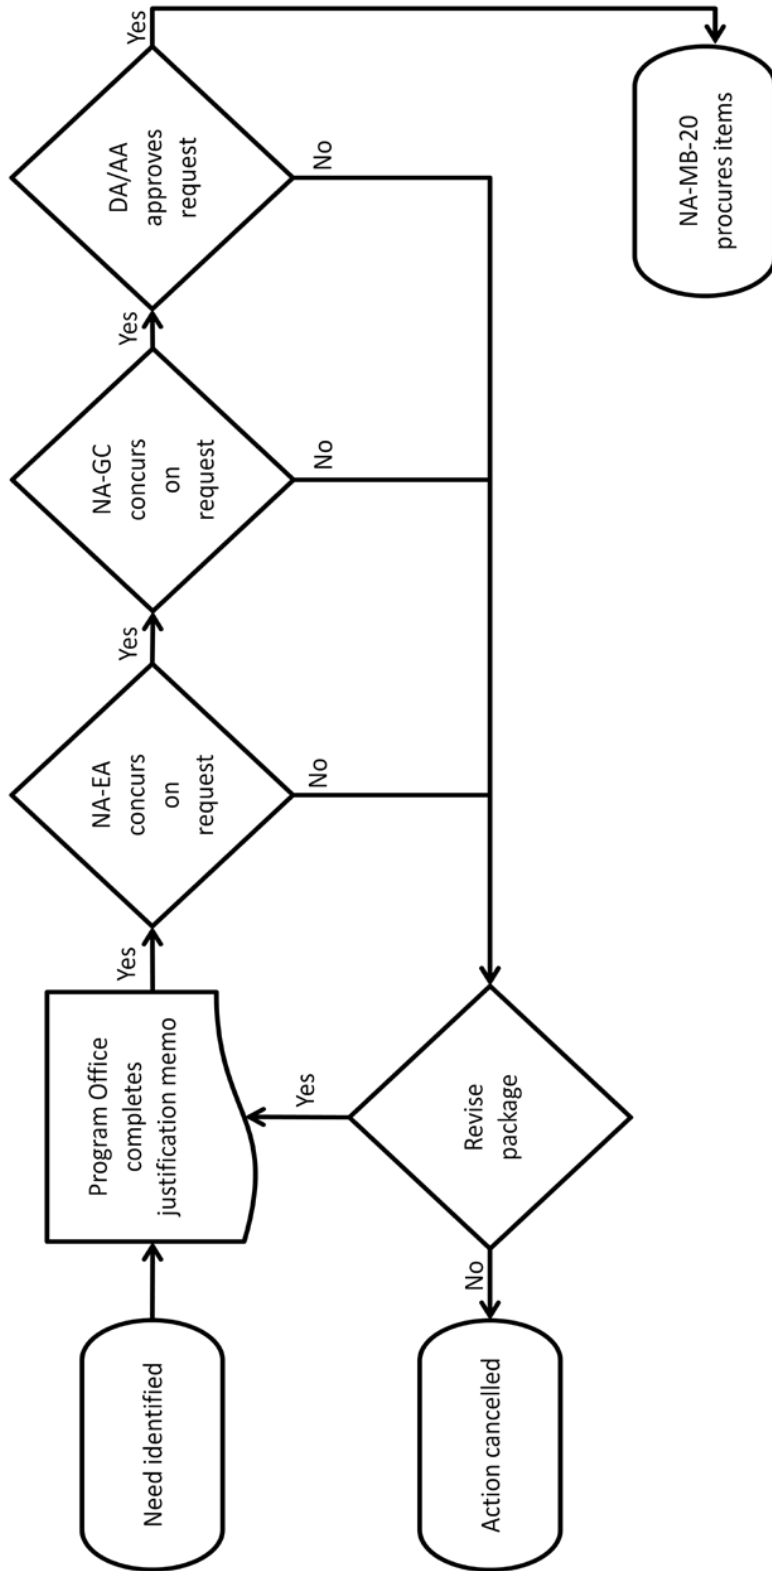 Need identified
Program Office
completes
justification memo
Yes
NA-EA
concurs
on
request
Yes
No
NA-GC
concurs
on
request
Yes
No
DA/AA
approves
request
Yes
No
Yes
Revise
package
No
Action cancelled
NA-MB-20
procures items